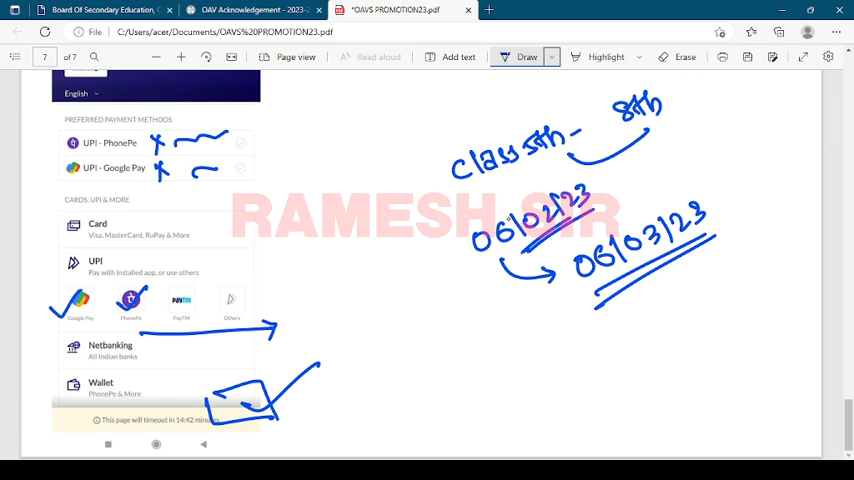 Board Of Secondary Education, C
OAV Acknowledgement - 2023-2
*OAVS PROMOTION23.pdf
File
C:/Users/acer/Documents/OAVS%20PROMOTION23.pdf
7
of 7
Page view
Read aloud
Add text
Draw
Highlight
Erase
English
PREFERRED PAYMENT METHODS
UPI - PhonePe
UPI - Google Pay
CARDS, UPI & MORE
Card
Visa, MasterCard, RuPay & More
UPI
Pay with installed app, or use others
Google Pay
PhonePe
PayTM
Others
Netbanking
All Indian banks
Wallet
PhonePe & More
This page will timeout in 14:42 minutes
class 5th - 8th
06/02/23
06/03/23
RAMESH SIR